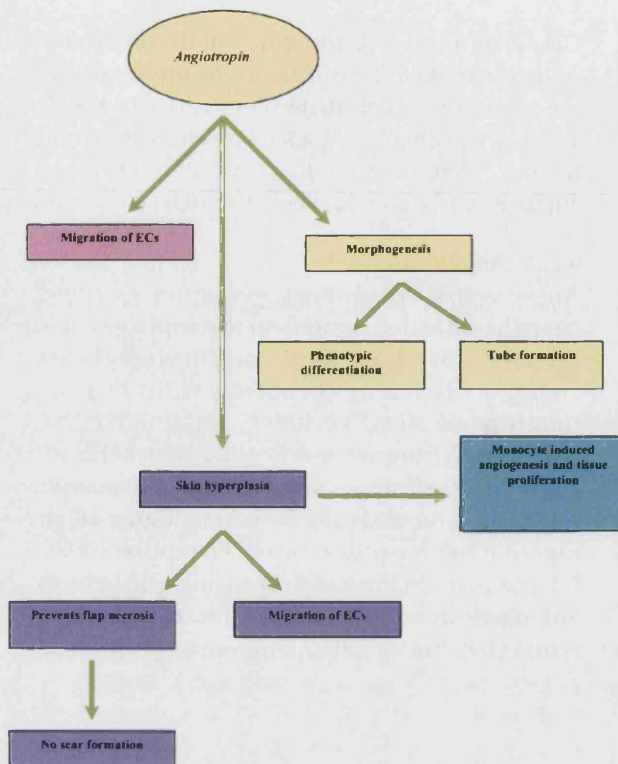 Angiotropin
Migration of ECs
Morphogenesis
Phenotypic
differentiation
Tube formation
Monocyte induced
angiogenesis and tissue
proliferation
Skin hyperplasia
Prevents flap necrosis
Migration of ECs
No scar formation